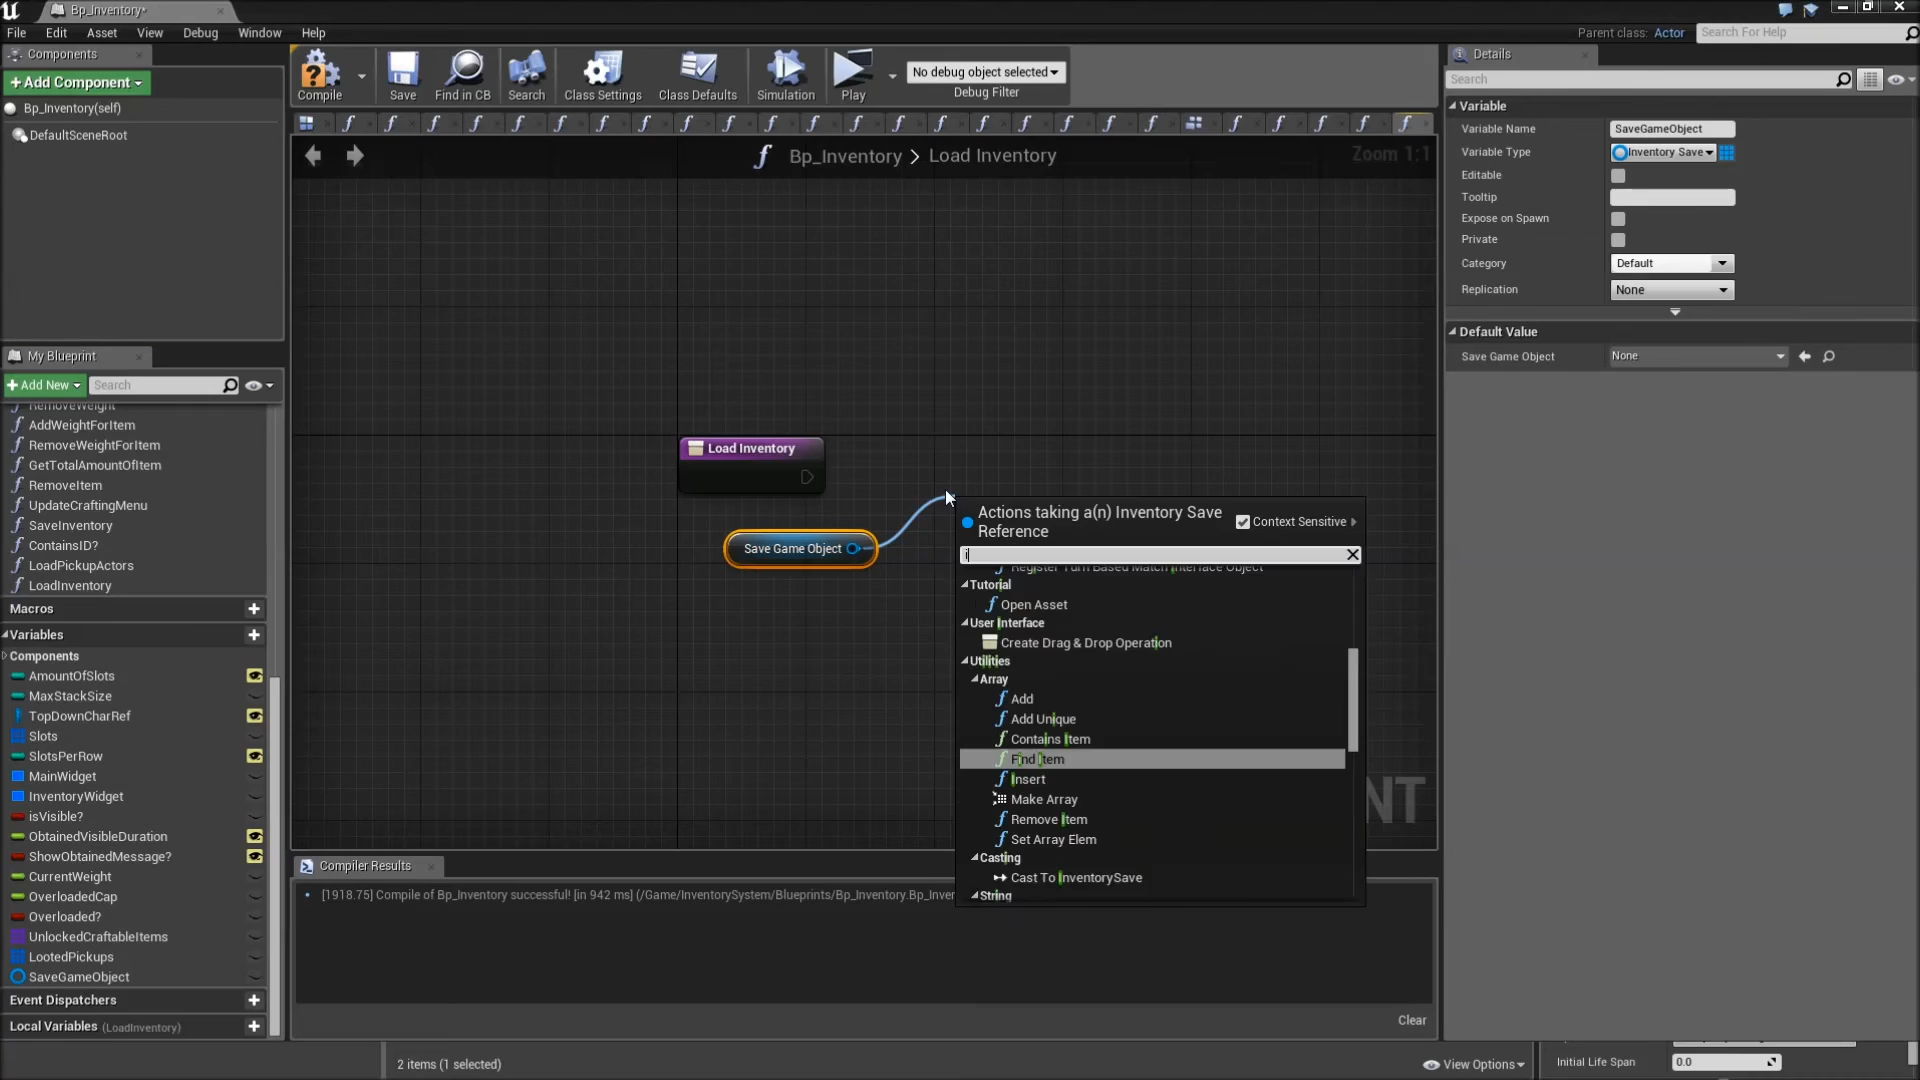 Bp_Inventory*
File Edit Asset View Debug Window Help
Parent class: Actor
Search For Help
Components
+Add Component
Bp_Inventory(self)
DefaultSceneRoot
Compile
Save
Find in CB
Search
Class Settings
Class Defaults
Simulation
Play
No debug object selected
Debug Filter
Bp_Inventory > Load Inventory
Zoom 1:1
My Blueprint
+Add New
Search
RemoveWeight
AddWeightForItem
RemoveWeightForItem
GetTotalAmountOfItem
RemoveItem
UpdateCraftingMenu
SaveInventory
ContainsID?
LoadPickupActors
LoadInventory
Macros
Variables
Components
AmountOfSlots
MaxStackSize
TopDownCharRef
Slots
SlotsPerRow
MainWidget
InventoryWidget
isVisible?
ObtainedVisibleDuration
ShowObtainedMessage?
CurrentWeight
OverloadedCap
Overloaded?
UnlockedCraftableItems
LootedPickups
SaveGameObject
Event Dispatchers
Local Variables (LoadInventory)
Load Inventory
Save Game Object
Actions taking a(n) Inventory Save
Reference
Context Sensitive
i
Register Turn Based Match Interface Object
Tutorial
Open Asset
User Interface
Create Drag & Drop Operation
Utilities
Array
Add
Add Unique
Contains Item
Find Item
Insert
Make Array
Remove Item
Set Array Elem
Casting
Cast To InventorySave
String
NT
Compiler Results
[1918.75] Compile of Bp_Inventory successful! [in 942 ms] (/Game/InventorySystem/Blueprints/Bp_Inventory.Bp_Inver
Clear
2 items (1 selected)
View Options
Details
Search
Variable
Variable Name
SaveGameObject
Variable Type
Inventory Save
Editable
Tooltip
Expose on Spawn
Private
Category
Default
Replication
None
Default Value
Save Game Object
None
Initial Life Span
0.0